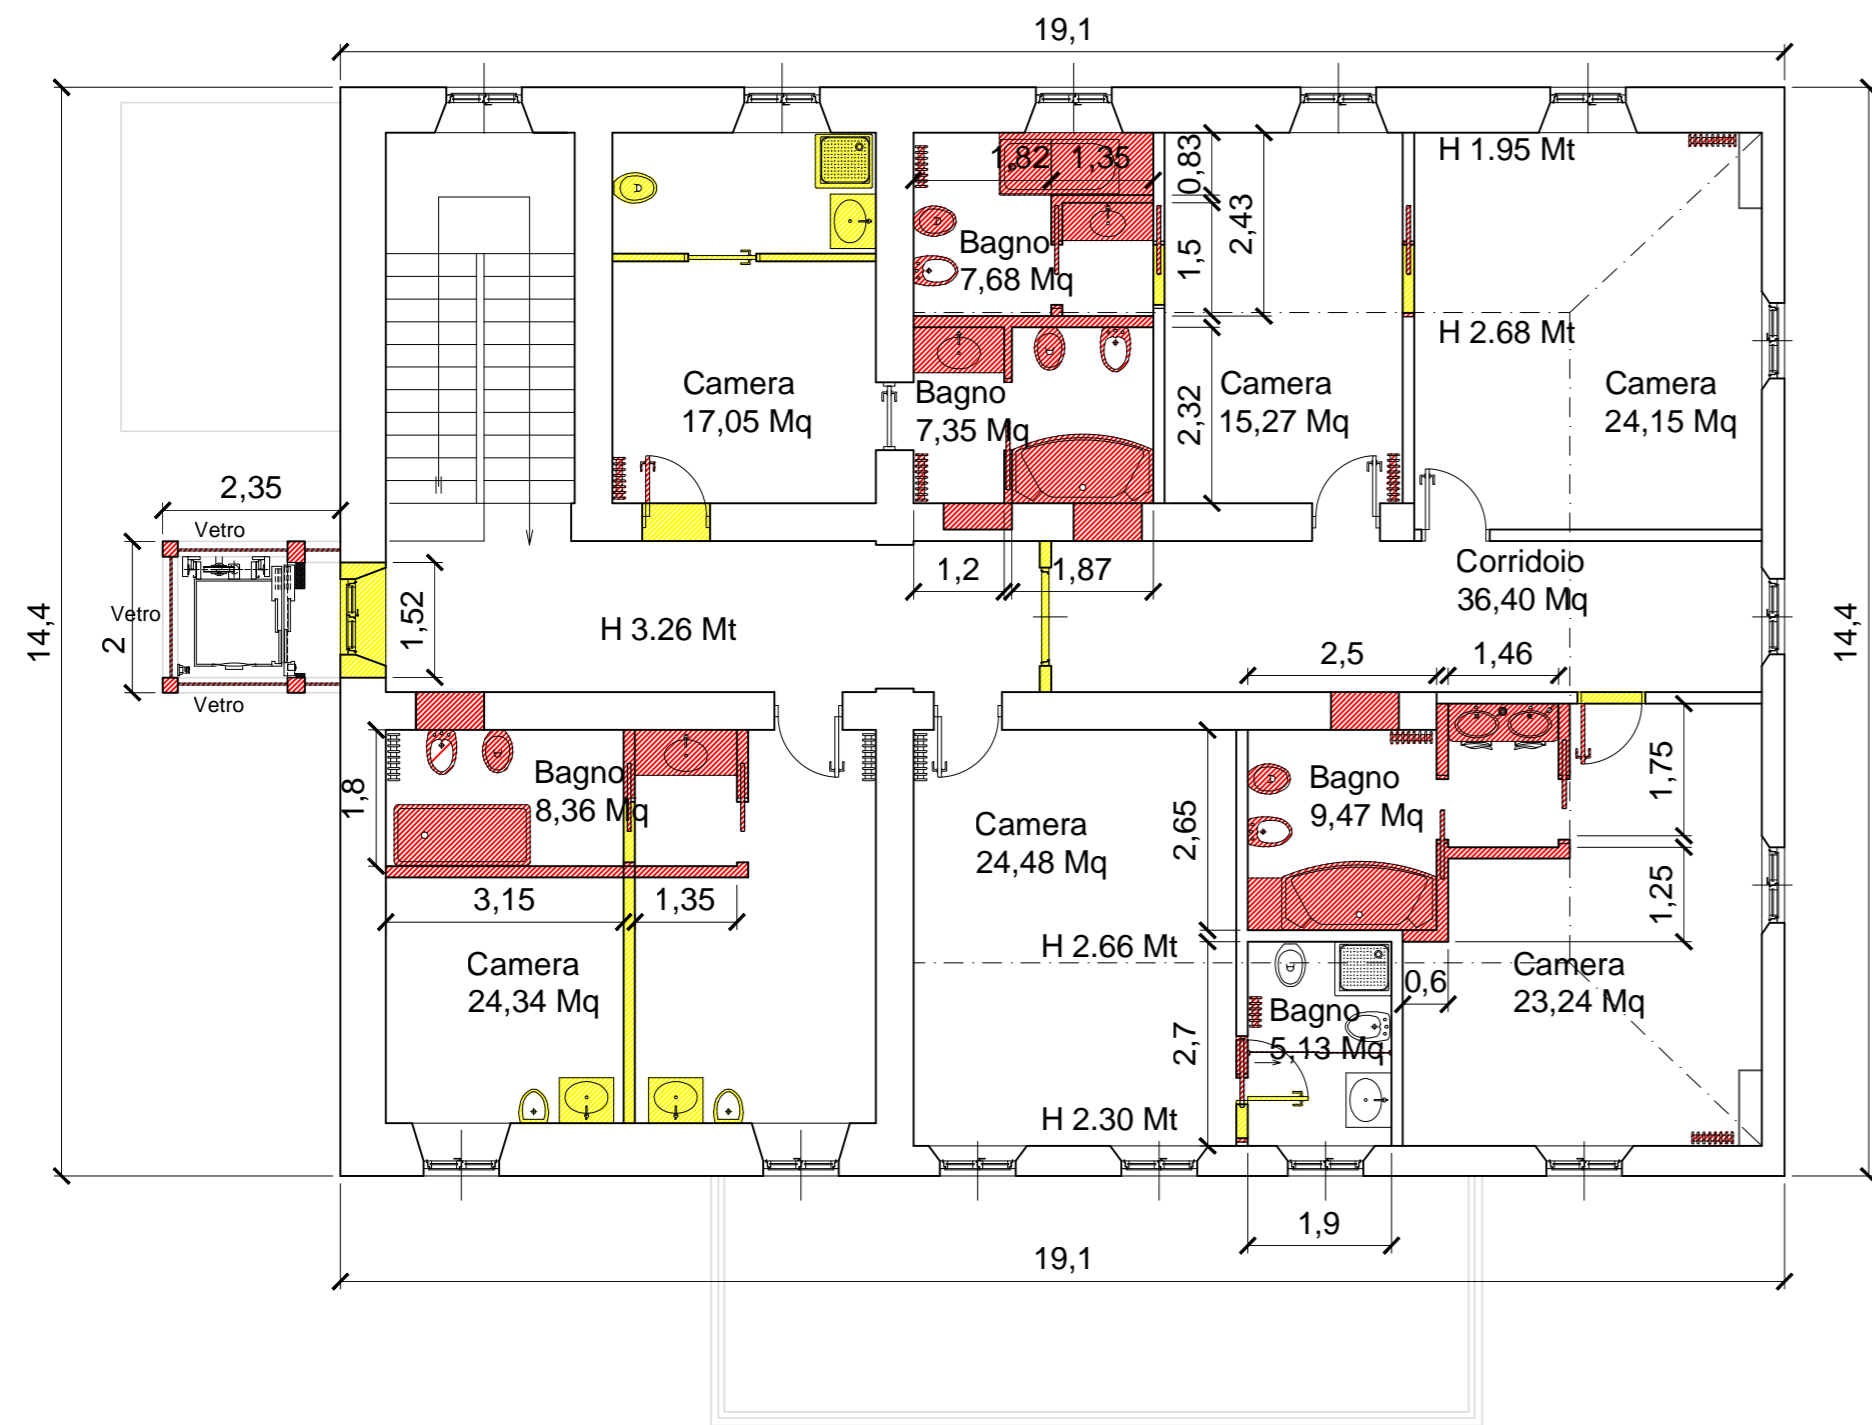 19,1
H 1.95 Mt
1,82
1,35
0,83
2,43
1,5
Bagno
7,68 Mq
H 2.68 Mt
Camera
17,05 Mq
Bagno
7,35 Mq
2,32
Camera
15,27 Mq
Camera
24,15 Mq
2,35
Vetro
Vetro
2
Vetro
14,4
1,52
H 3.26 Mt
1,2
1,87
Corridoio
36,40 Mq
2,5
1,46
14,4
1,8
Bagno
8,36 Mq
3,15
1,35
Camera
24,34 Mq
Camera
24,48 Mq
2,65
Bagno
9,47 Mq
1,75
1,25
H 2.66 Mt
0,6
Camera
23,24 Mq
2,7
Bagno
5,13 Mq
H 2.30 Mt
1,9
19,1